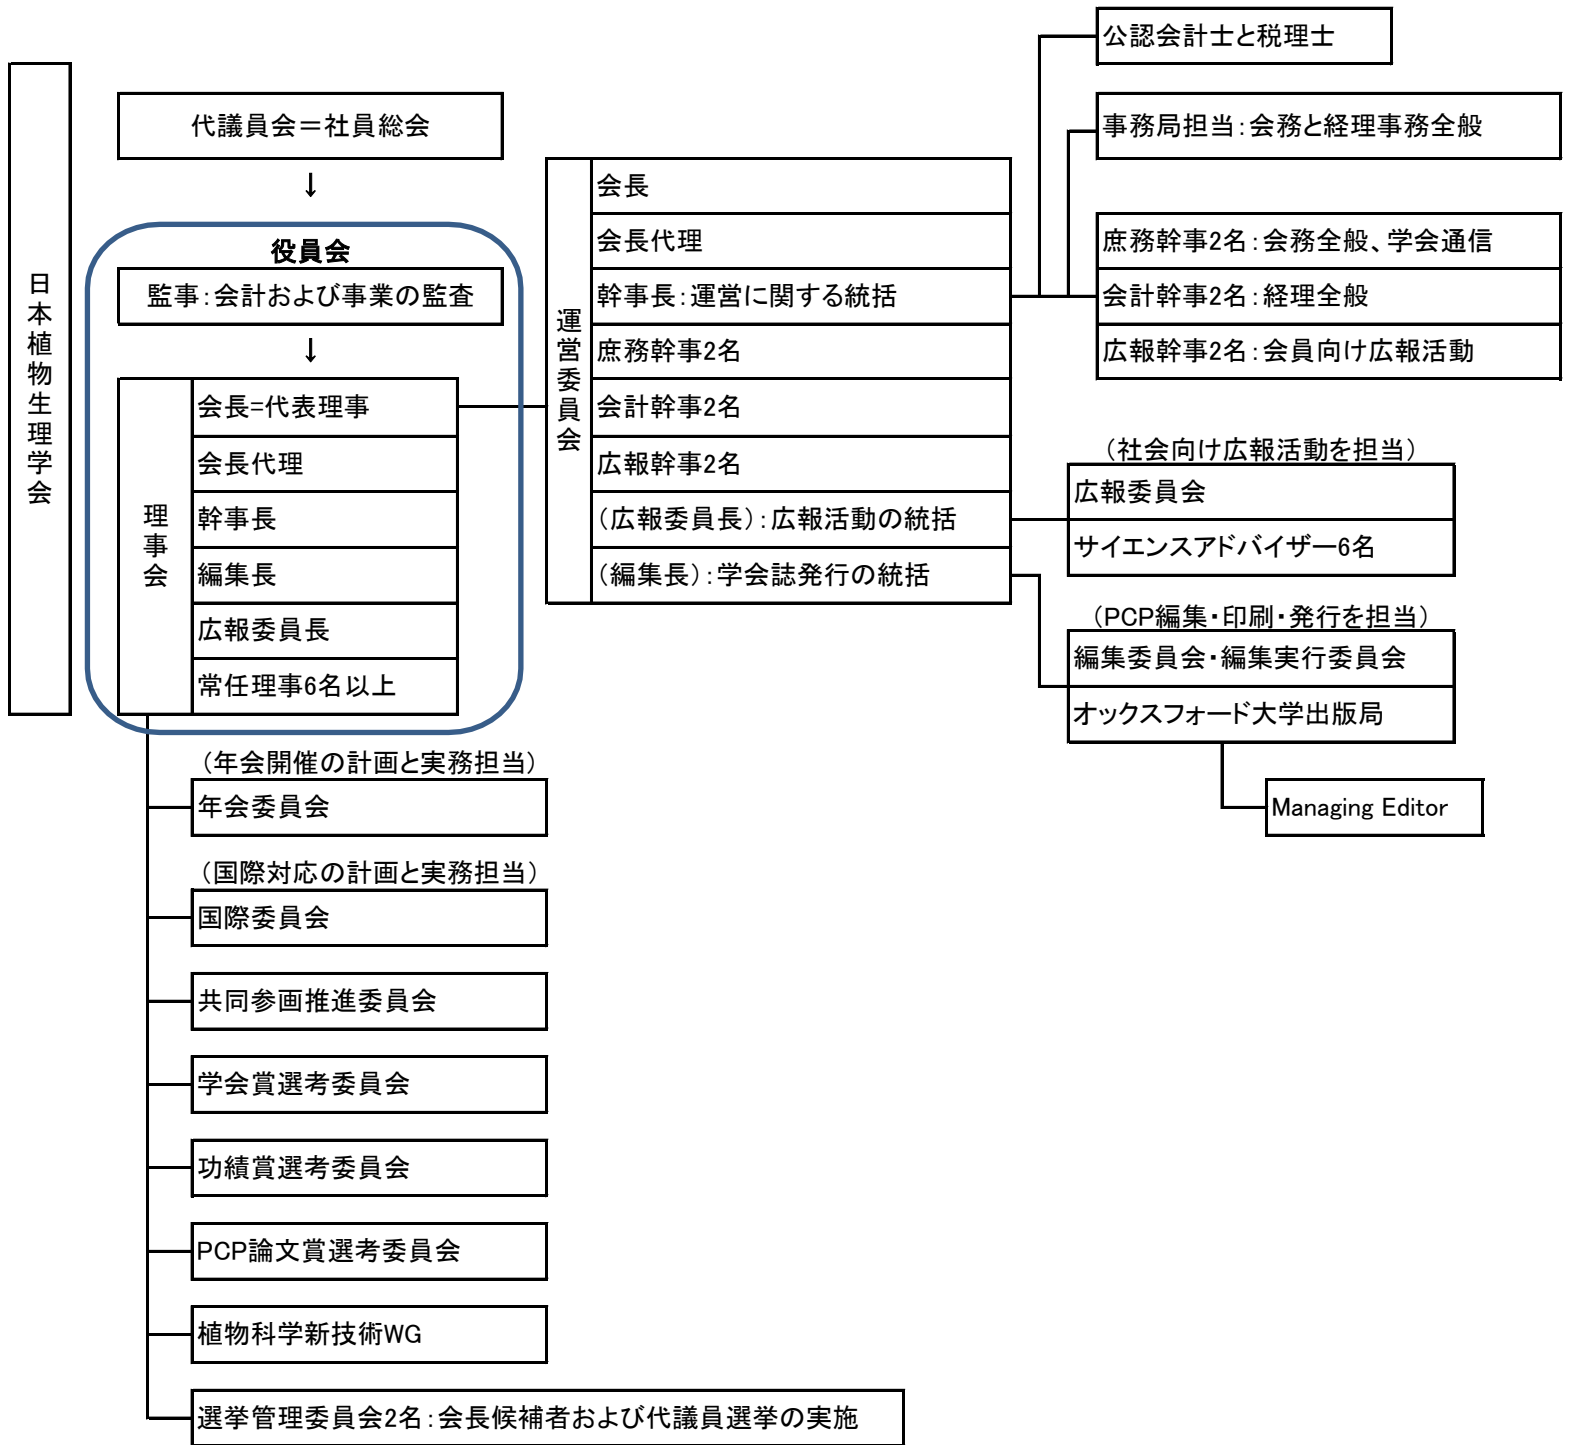 日本植物生理学会
代議員会＝社員総会
↓
役員会
監事：会計および事業の監査
↓
理事会
会長=代表理事
会長代理
幹事長
編集長
広報委員長
常任理事6名以上
運営委員会
会長
会長代理
幹事長：運営に関する統括
庶務幹事2名
会計幹事2名
広報幹事2名
（広報委員長）：広報活動の統括
（編集長）：学会誌発行の統括
公認会計士と税理士
事務局担当：会務と経理事務全般
庶務幹事2名：会務全般、学会通信
会計幹事2名：経理全般
広報幹事2名：会員向け広報活動
（社会向け広報活動を担当）
広報委員会
サイエンスアドバイザー6名
（PCP編集・印刷・発行を担当）
編集委員会・編集実行委員会
オックスフォード大学出版局
Managing Editor
（年会開催の計画と実務担当）
年会委員会
（国際対応の計画と実務担当）
国際委員会
共同参画推進委員会
学会賞選考委員会
功績賞選考委員会
PCP論文賞選考委員会
植物科学新技術WG
選挙管理委員会2名：会長候補者および代議員選挙の実施